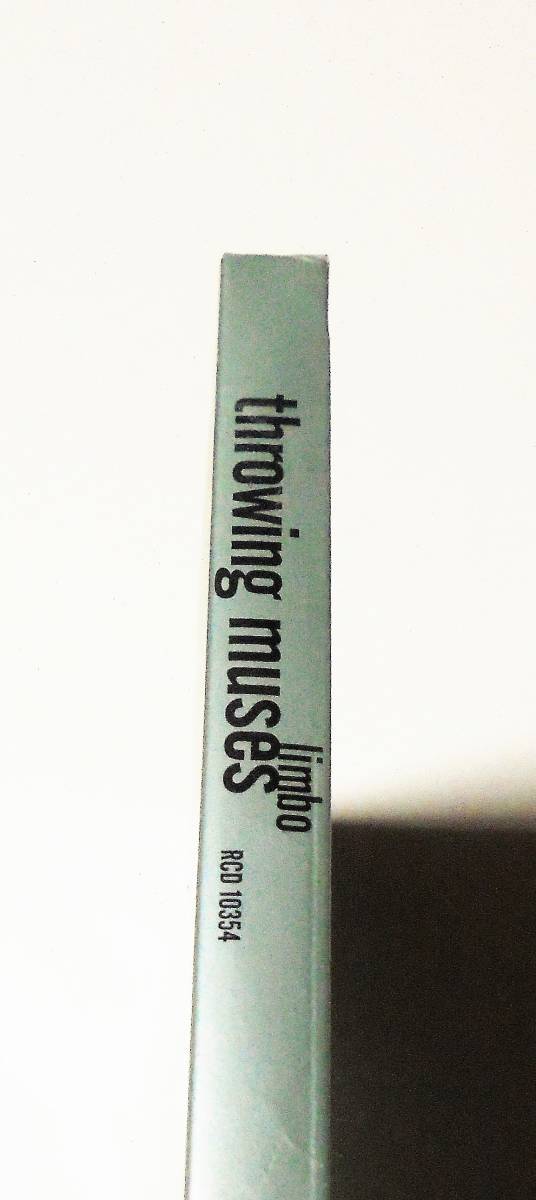 throwing muses
limbo
RCD 10354